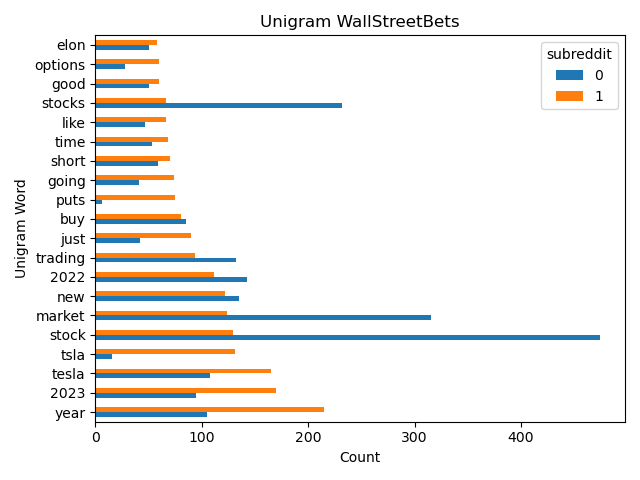 Unigram WallStreetBets
elon
options
good
stocks
like
time
short
going
puts
buy
just
trading
2022
new
market
stock
tsla
tesla
2023
year
Unigram Word
subreddit
0
1
0 100 200 300 400
Count